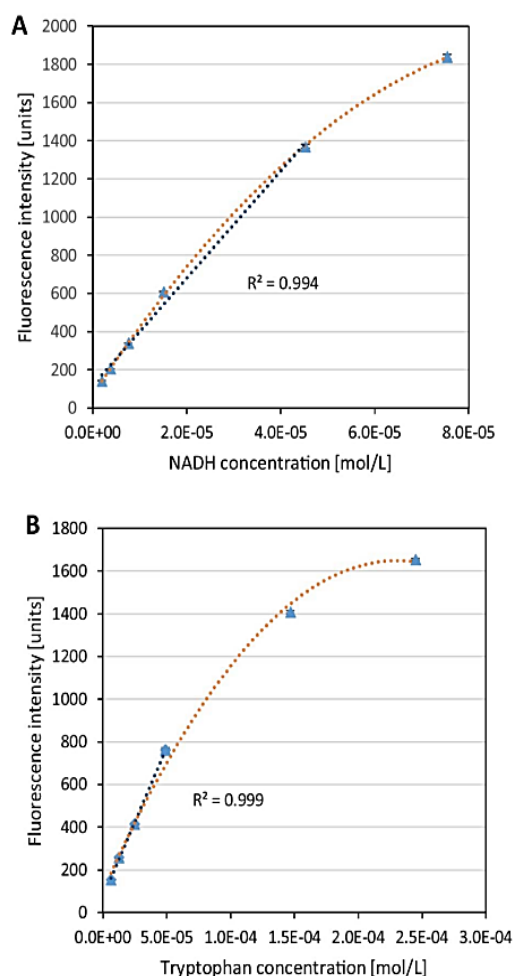 A
2000
1800
1600
1400
1200
1000
800
600
400
200
0
Fluorescence intensity [units]
R² = 0.994
0.0E+00 2.0E-05 4.0E-05 6.0E-05 8.0E-05
NADH concentration [mol/L]
B
1800
1600
1400
1200
1000
800
600
400
200
0
Fluorescence intensity [units]
R² = 0.999
0.0E+00 5.0E-05 1.0E-04 1.5E-04 2.0E-04 2.5E-04 3.0E-04
Tryptophan concentration [mol/L]